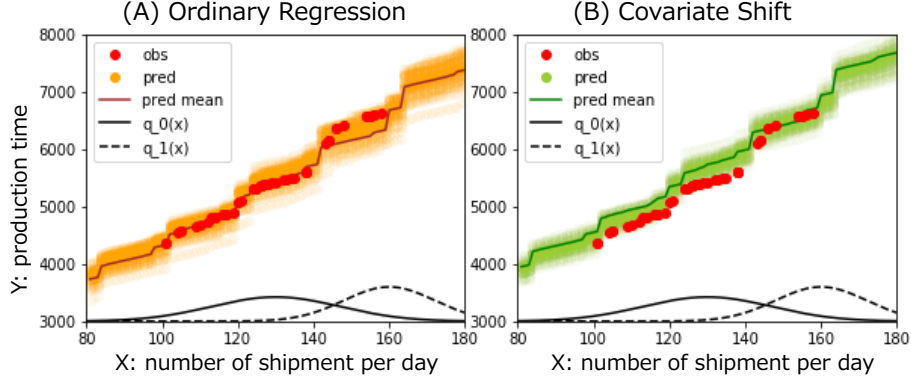 (A) Ordinary Regression
(B) Covariate Shift
8000
7000
6000
5000
4000
3000
Y: production time
obs
pred
pred mean
q_0(x)
q_1(x)
80 100 120 140 160 180
X: number of shipment per day
8000
7000
6000
5000
4000
3000
obs
pred
pred mean
q_0(x)
q_1(x)
80 100 120 140 160 180
X: number of shipment per day